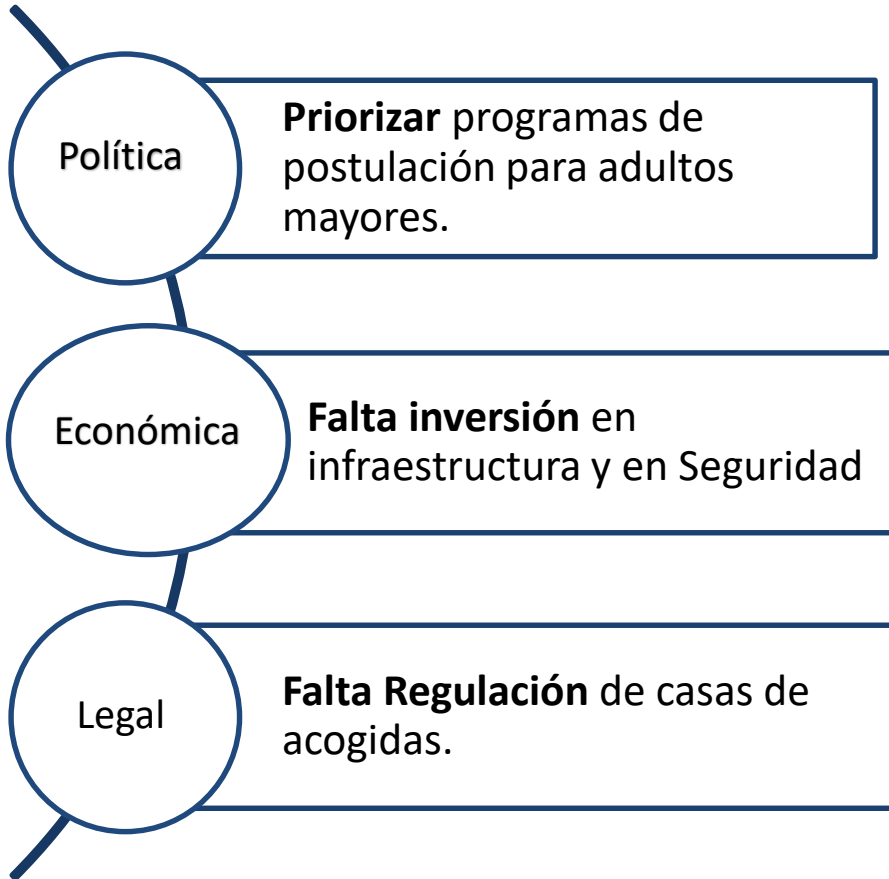 Política
Priorizar programas de
postulación para adultos
mayores.
Económica
Falta inversión en
infraestructura y en Seguridad
Legal
Falta Regulación de casas de
acogidas.